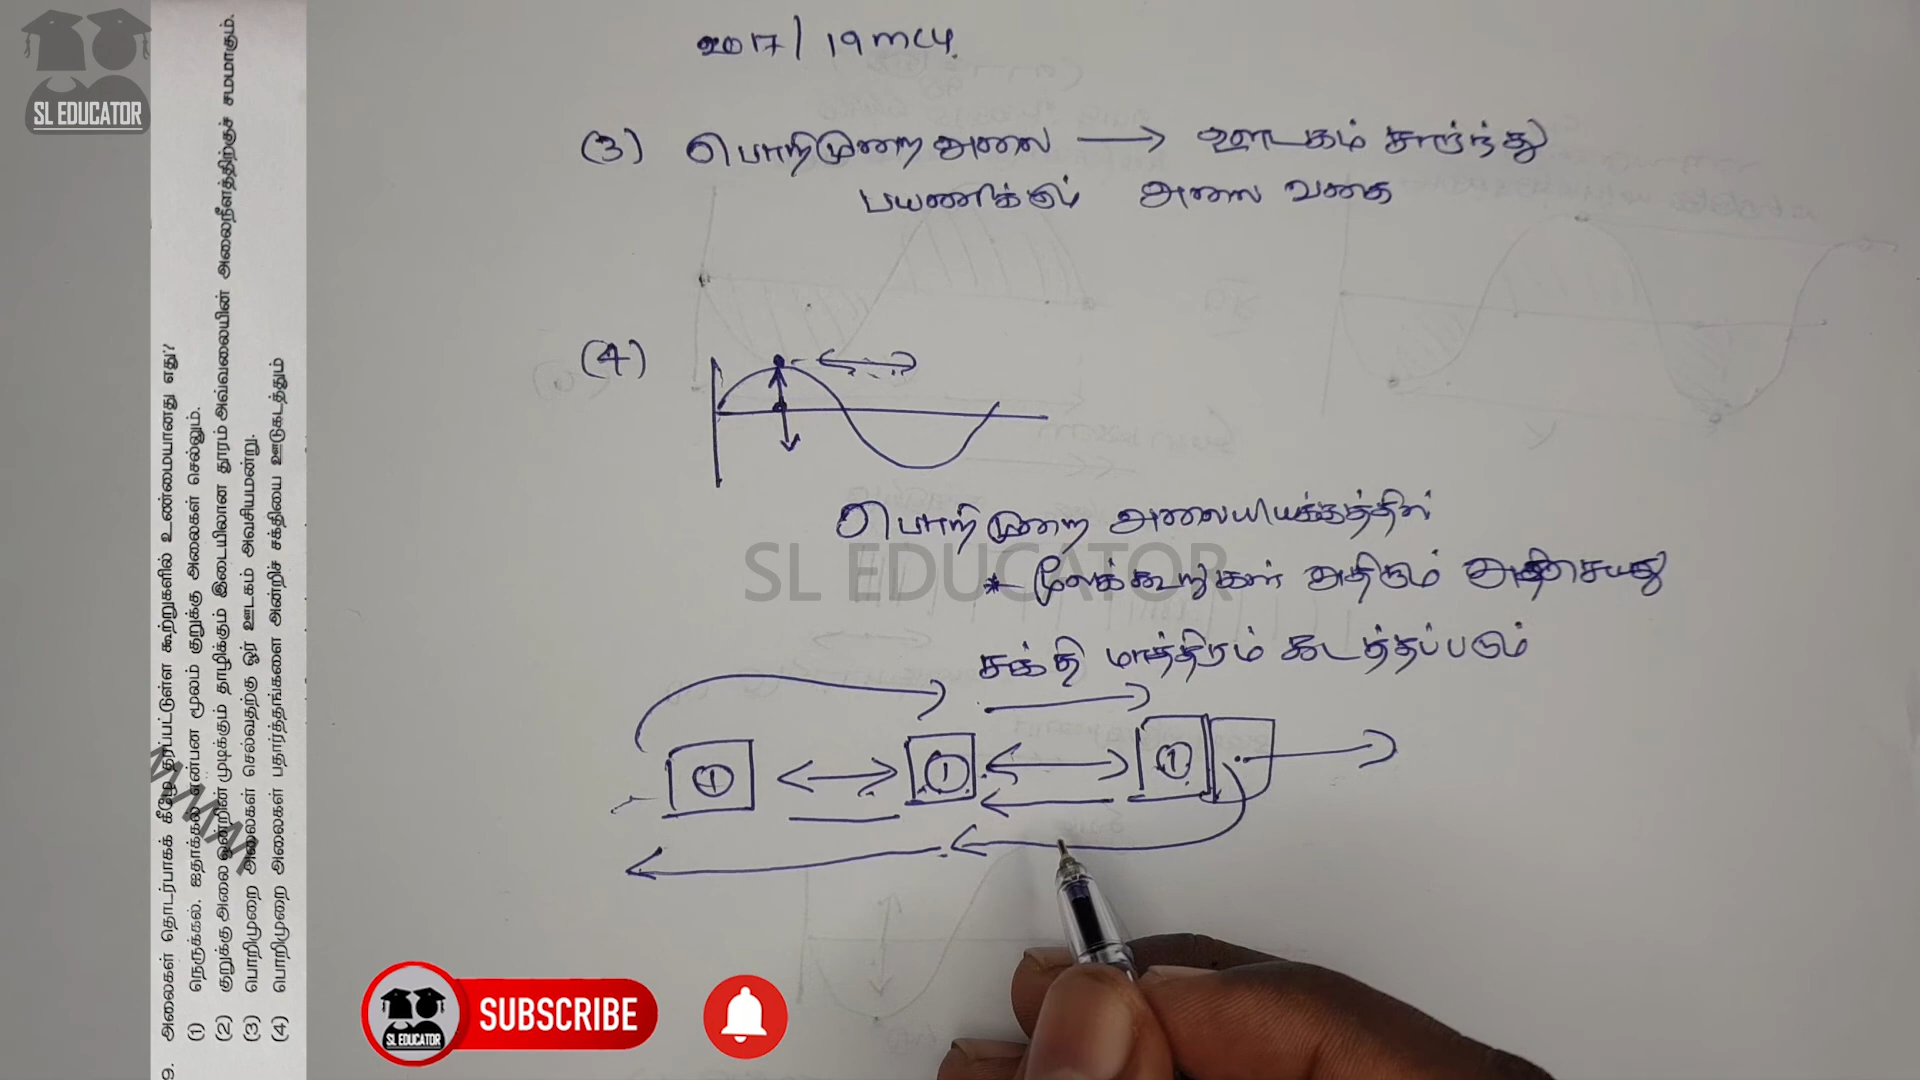 SL EDUCATOR
9. அலைகள் தொடர்பாகக் கீழே தரப்பட்டுள்ள கூற்றுகளில் உண்மையானது எது?
(1) நெருக்கல், ஐதாக்கல் என்பன மூலம் குறுக்கு அலைகள் செல்லும்.
(2) குறுக்கு அலை ஒன்றின் முடிக்கும் தாழிக்கும் இடையிலான தூரம் அவ்வலையின் அலைநீளத்திற்குச் சமமாகும்.
(3) பொறிமுறை அலைகள் செல்வதற்கு ஓர் ஊடகம் அவசியமன்று.
(4) பொறிமுறை அலைகள் பதார்த்தங்களை அன்றிச் சக்தியை ஊடுகடத்தும்
2017 / 19 mcq.
(3) பொறிமுறை அலை → ஊடகம் சார்ந்து
பயணிக்கும் அலை வகை
(4)
பொறிமுறை அலையியக்கத்தில்
SL EDUCATOR
* மூலக்கூறுகள் அதிரும்
சக்தி மாத்திரம் கடத்தப்படும்
1 1 1
SL EDUCATOR
SUBSCRIBE